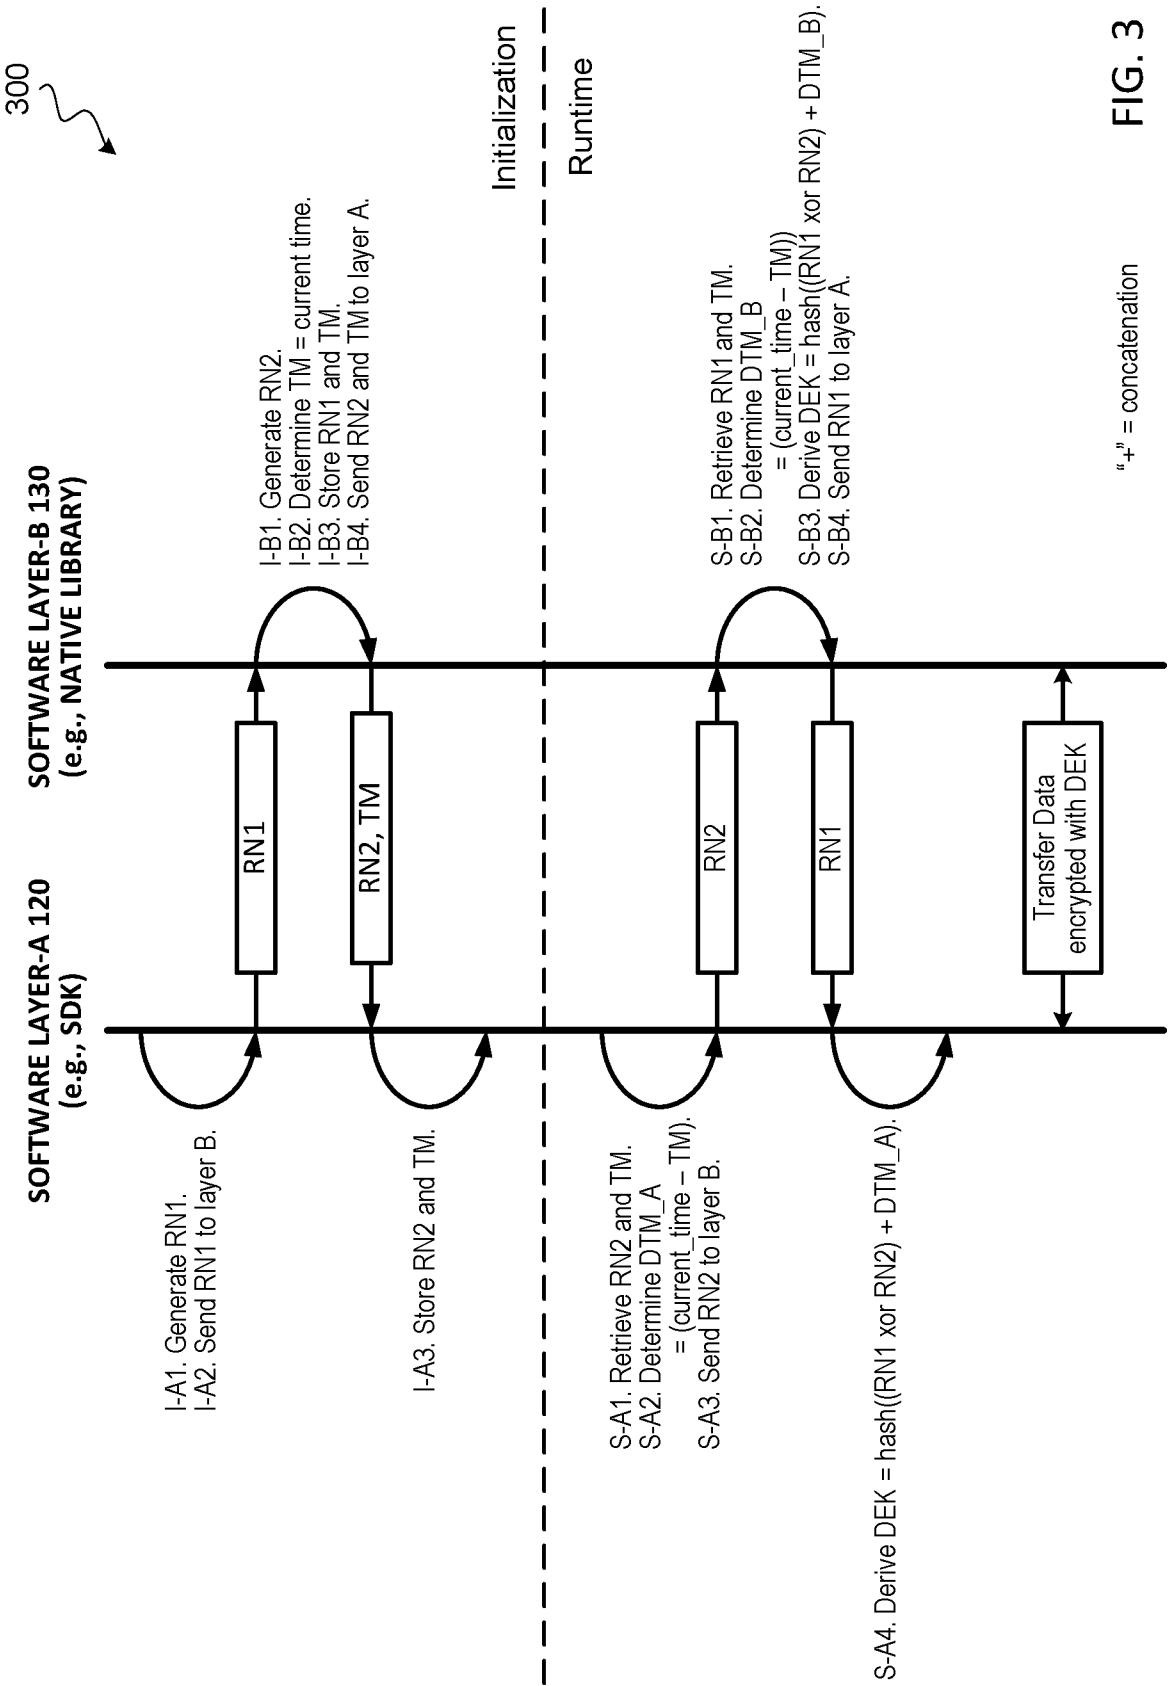 300
SOFTWARE LAYER-A 120
(e.g., SDK)
SOFTWARE LAYER-B 130
(e.g., NATIVE LIBRARY)
I-A1. Generate RN1.
I-A2. Send RN1 to layer B.
RN1
I-B1. Generate RN2.
I-B2. Determine TM = current time.
I-B3. Store RN1 and TM.
I-B4. Send RN2 and TM to layer A.
RN2, TM
I-A3. Store RN2 and TM.
Initialization
Runtime
S-A1. Retrieve RN2 and TM.
S-A2. Determine DTM_A
= (current_time – TM).
S-A3. Send RN2 to layer B.
RN2
S-B1. Retrieve RN1 and TM.
S-B2. Determine DTM_B
= (current_time – TM))
S-B3. Derive DEK = hash((RN1 xor RN2) + DTM_B).
S-B4. Send RN1 to layer A.
RN1
S-A4. Derive DEK = hash((RN1 xor RN2) + DTM_A).
Transfer Data
encrypted with DEK
“+” = concatenation
FIG. 3